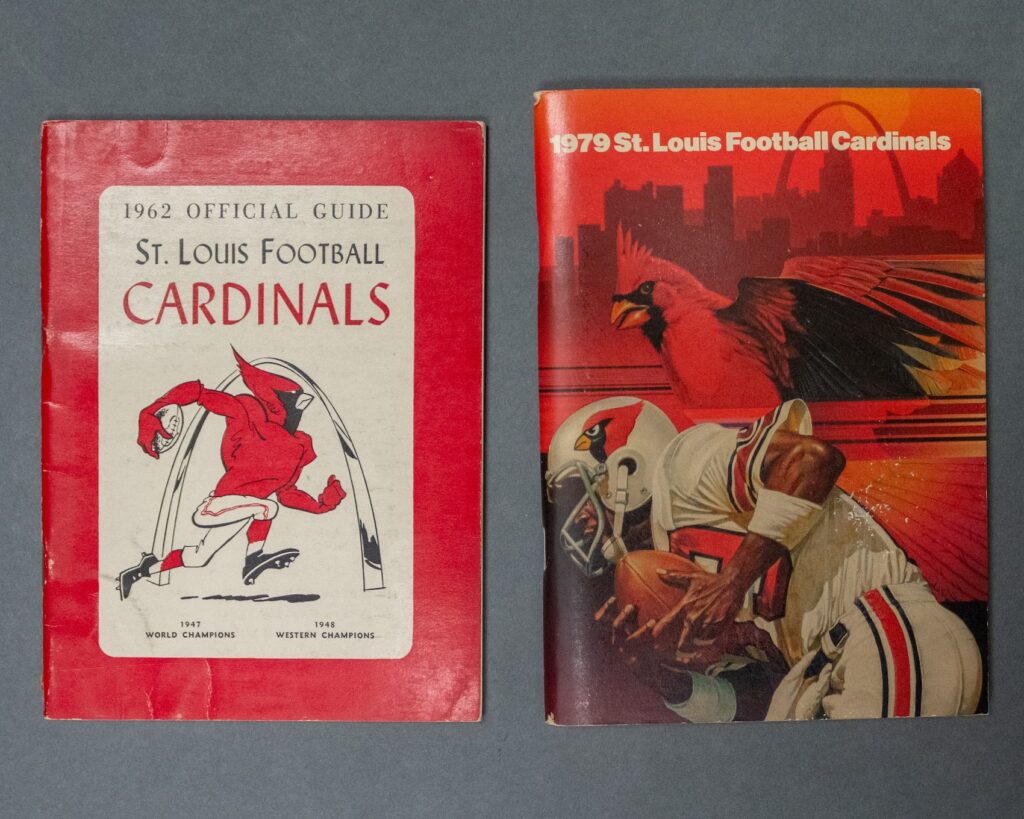 1962 OFFICIAL GUIDE
ST. LOUIS FOOTBALL
CARDINALS
1947
WORLD CHAMPIONS
1948
WESTERN CHAMPIONS
1979 St. Louis Football Cardinals